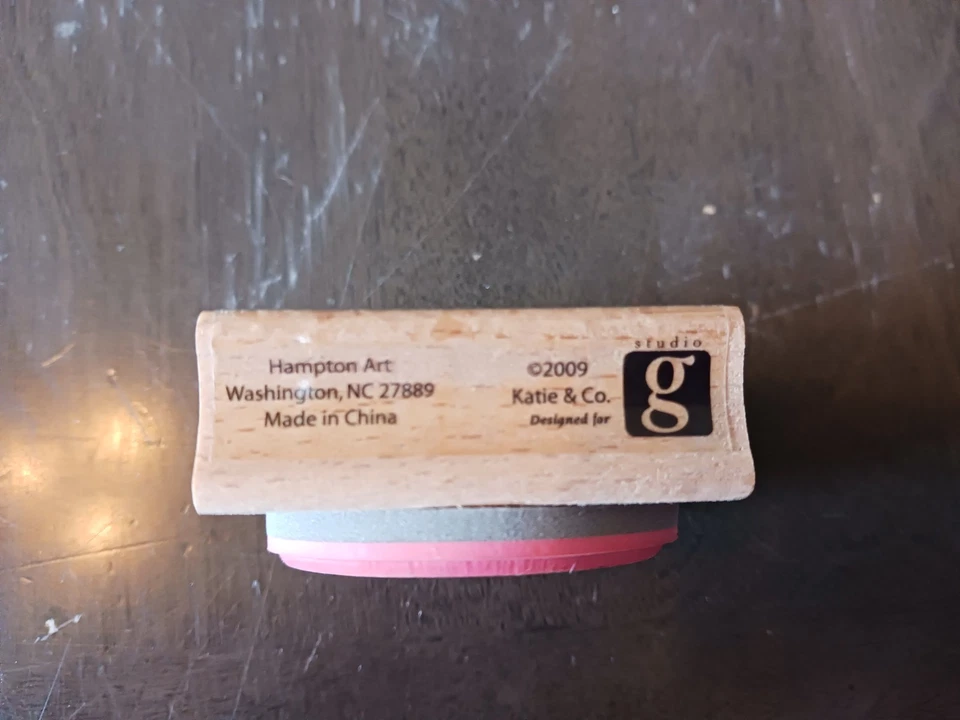 Hampton Art
Washington, NC 27889
Made in China
©2009
Katie & Co.
Designed for
studio
g